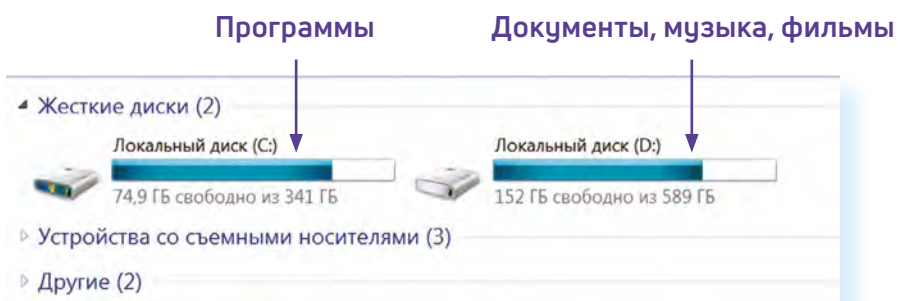 Программы
Документы, музыка, фильмы
Жесткие диски (2)
Локальный диск (C:)
74,9 ГБ свободно из 341 ГБ
Локальный диск (D:)
152 ГБ свободно из 589 ГБ
Устройства со съемными носителями (3)
Другие (2)